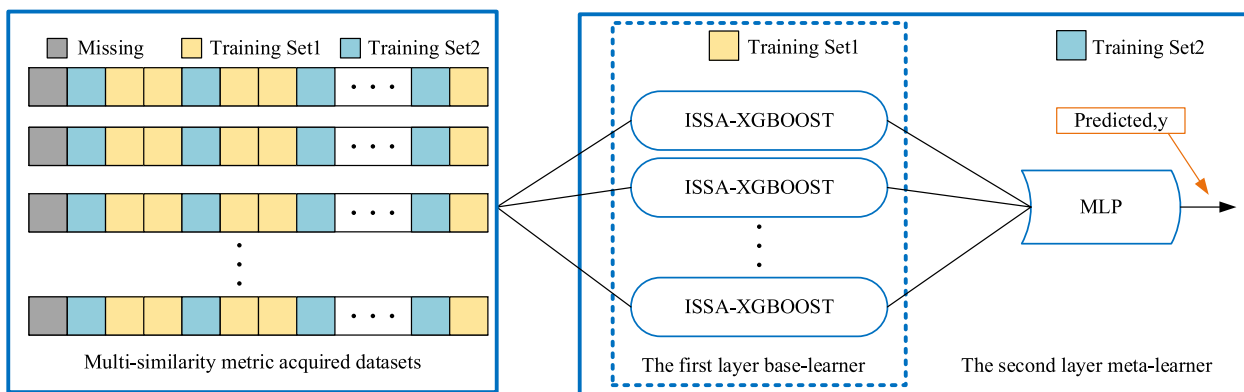 Missing
Training Set1
Training Set2
. . .
. . .
. . .
. . .
Multi-similarity metric acquired datasets
Training Set1
Training Set2
ISSA-XGBOOST
ISSA-XGBOOST
ISSA-XGBOOST
Predicted,y
MLP
The first layer base-learner
The second layer meta-learner